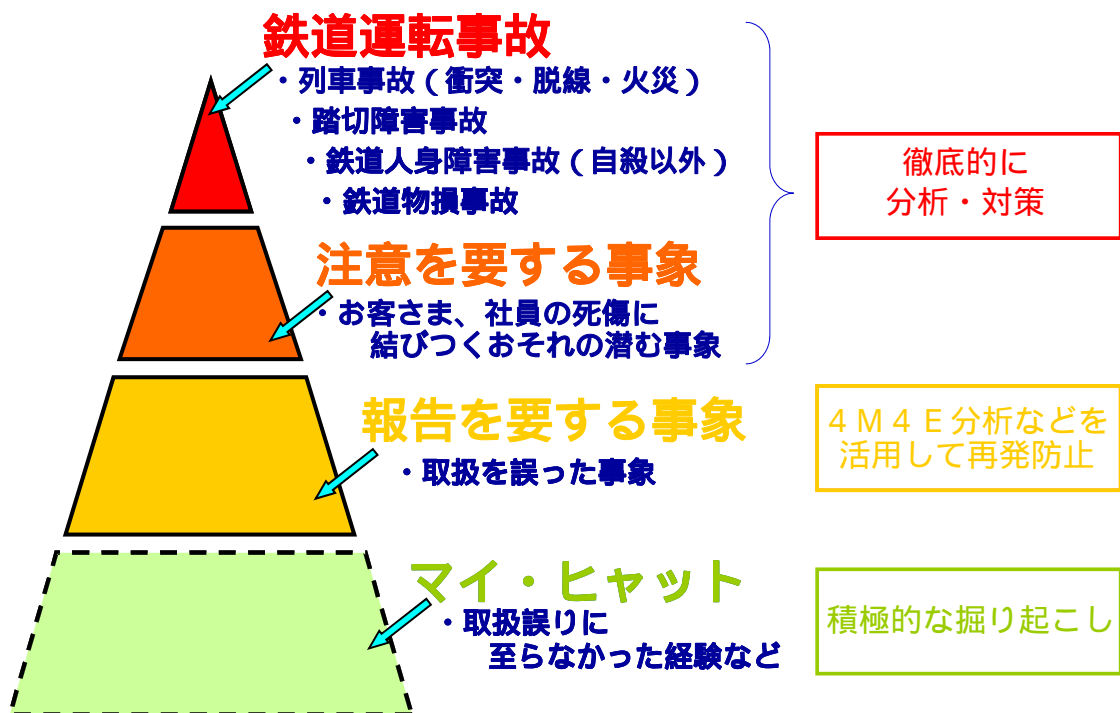 鉄道運転事故
・列車事故（衝突・脱線・火災）
・踏切障害事故
・鉄道人身障害事故（自殺以外）
・鉄道物損事故
徹底的に
分析・対策
注意を要する事象
・お客さま、社員の死傷に
結びつくおそれの潜む事象
報告を要する事象
・取扱を誤った事象
４Ｍ４Ｅ分析などを
活用して再発防止
マイ・ヒヤット
・取扱誤りに
至らなかった経験など
積極的な掘り起こし